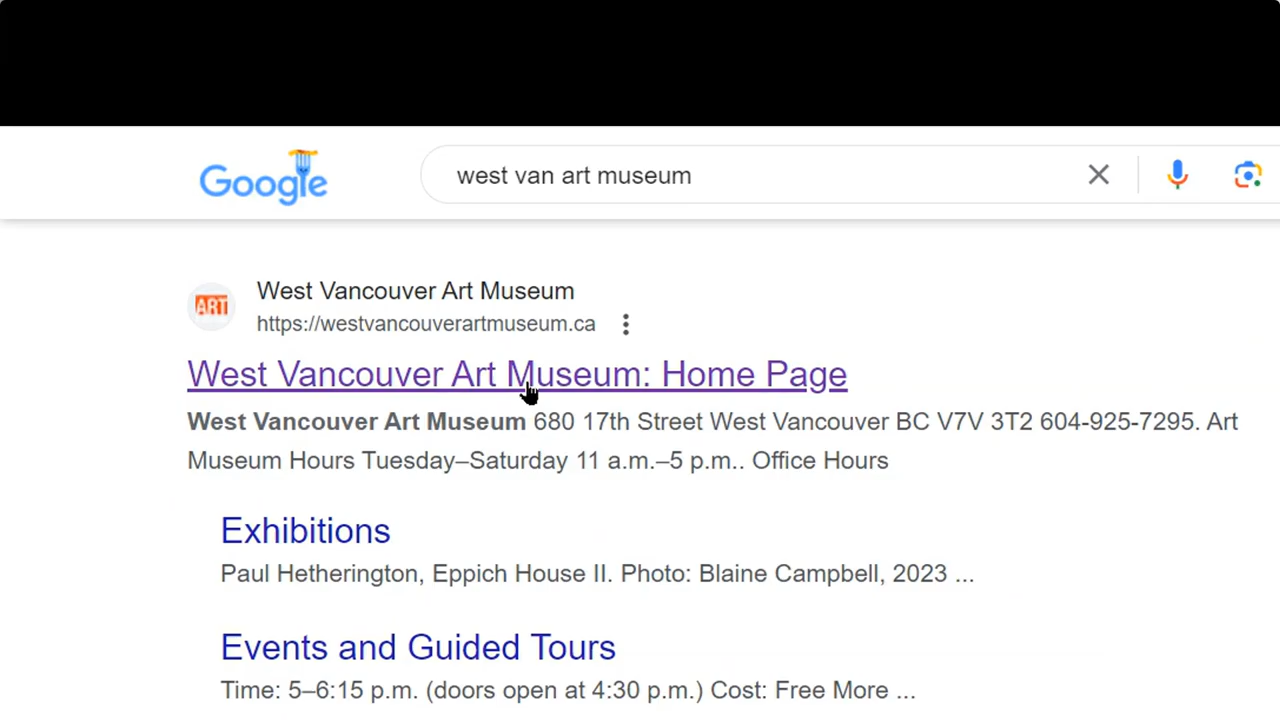 Google
west van art museum
ART
West Vancouver Art Museum
https://westvancouverartmuseum.ca
West Vancouver Art Museum: Home Page
West Vancouver Art Museum 680 17th Street West Vancouver BC V7V 3T2 604-925-7295. Art
Museum Hours Tuesday–Saturday 11 a.m.–5 p.m.. Office Hours
Exhibitions
Paul Hetherington, Eppich House II. Photo: Blaine Campbell, 2023 ...
Events and Guided Tours
Time: 5–6:15 p.m. (doors open at 4:30 p.m.) Cost: Free More ...